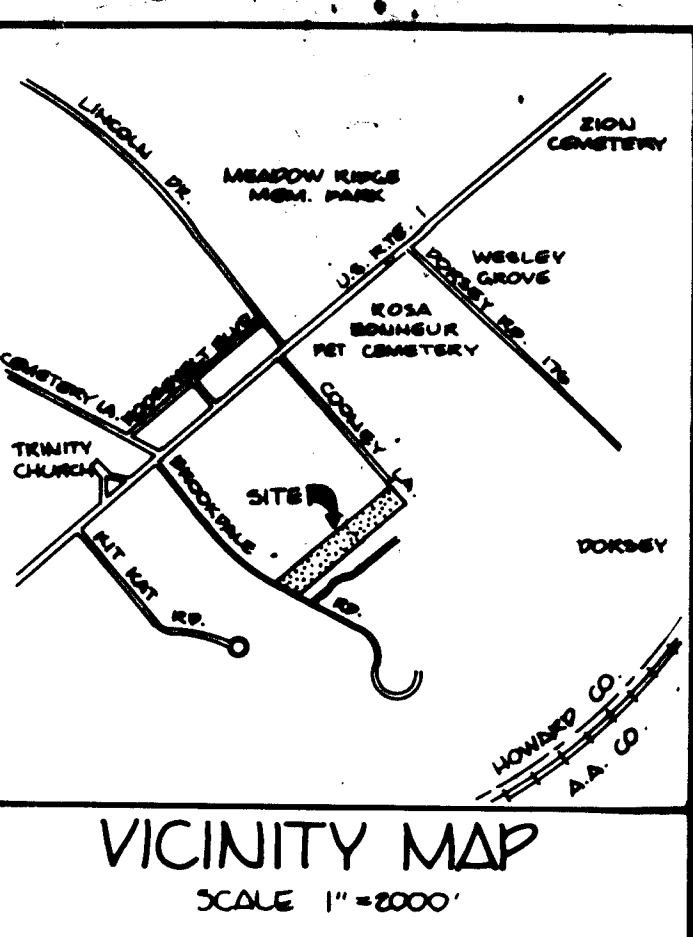 LINCOLN DR.
ZION
CEMETERY
MEADOW RIDGE
MEM. PARK
U.S. RTE. 1
WESLEY
GROVE
DORSEY RD. 176
ROSA
BONHEUR
PET CEMETERY
ROOSEVELT BLVD.
CEMETERY LA.
COONEY LA.
TRINITY
CHURCH
BROOKDALE RD.
SITE
KIT KAT RD.
DORSEY
HOWARD CO.
A.A. CO.
VICINITY MAP
SCALE 1" = 2000'